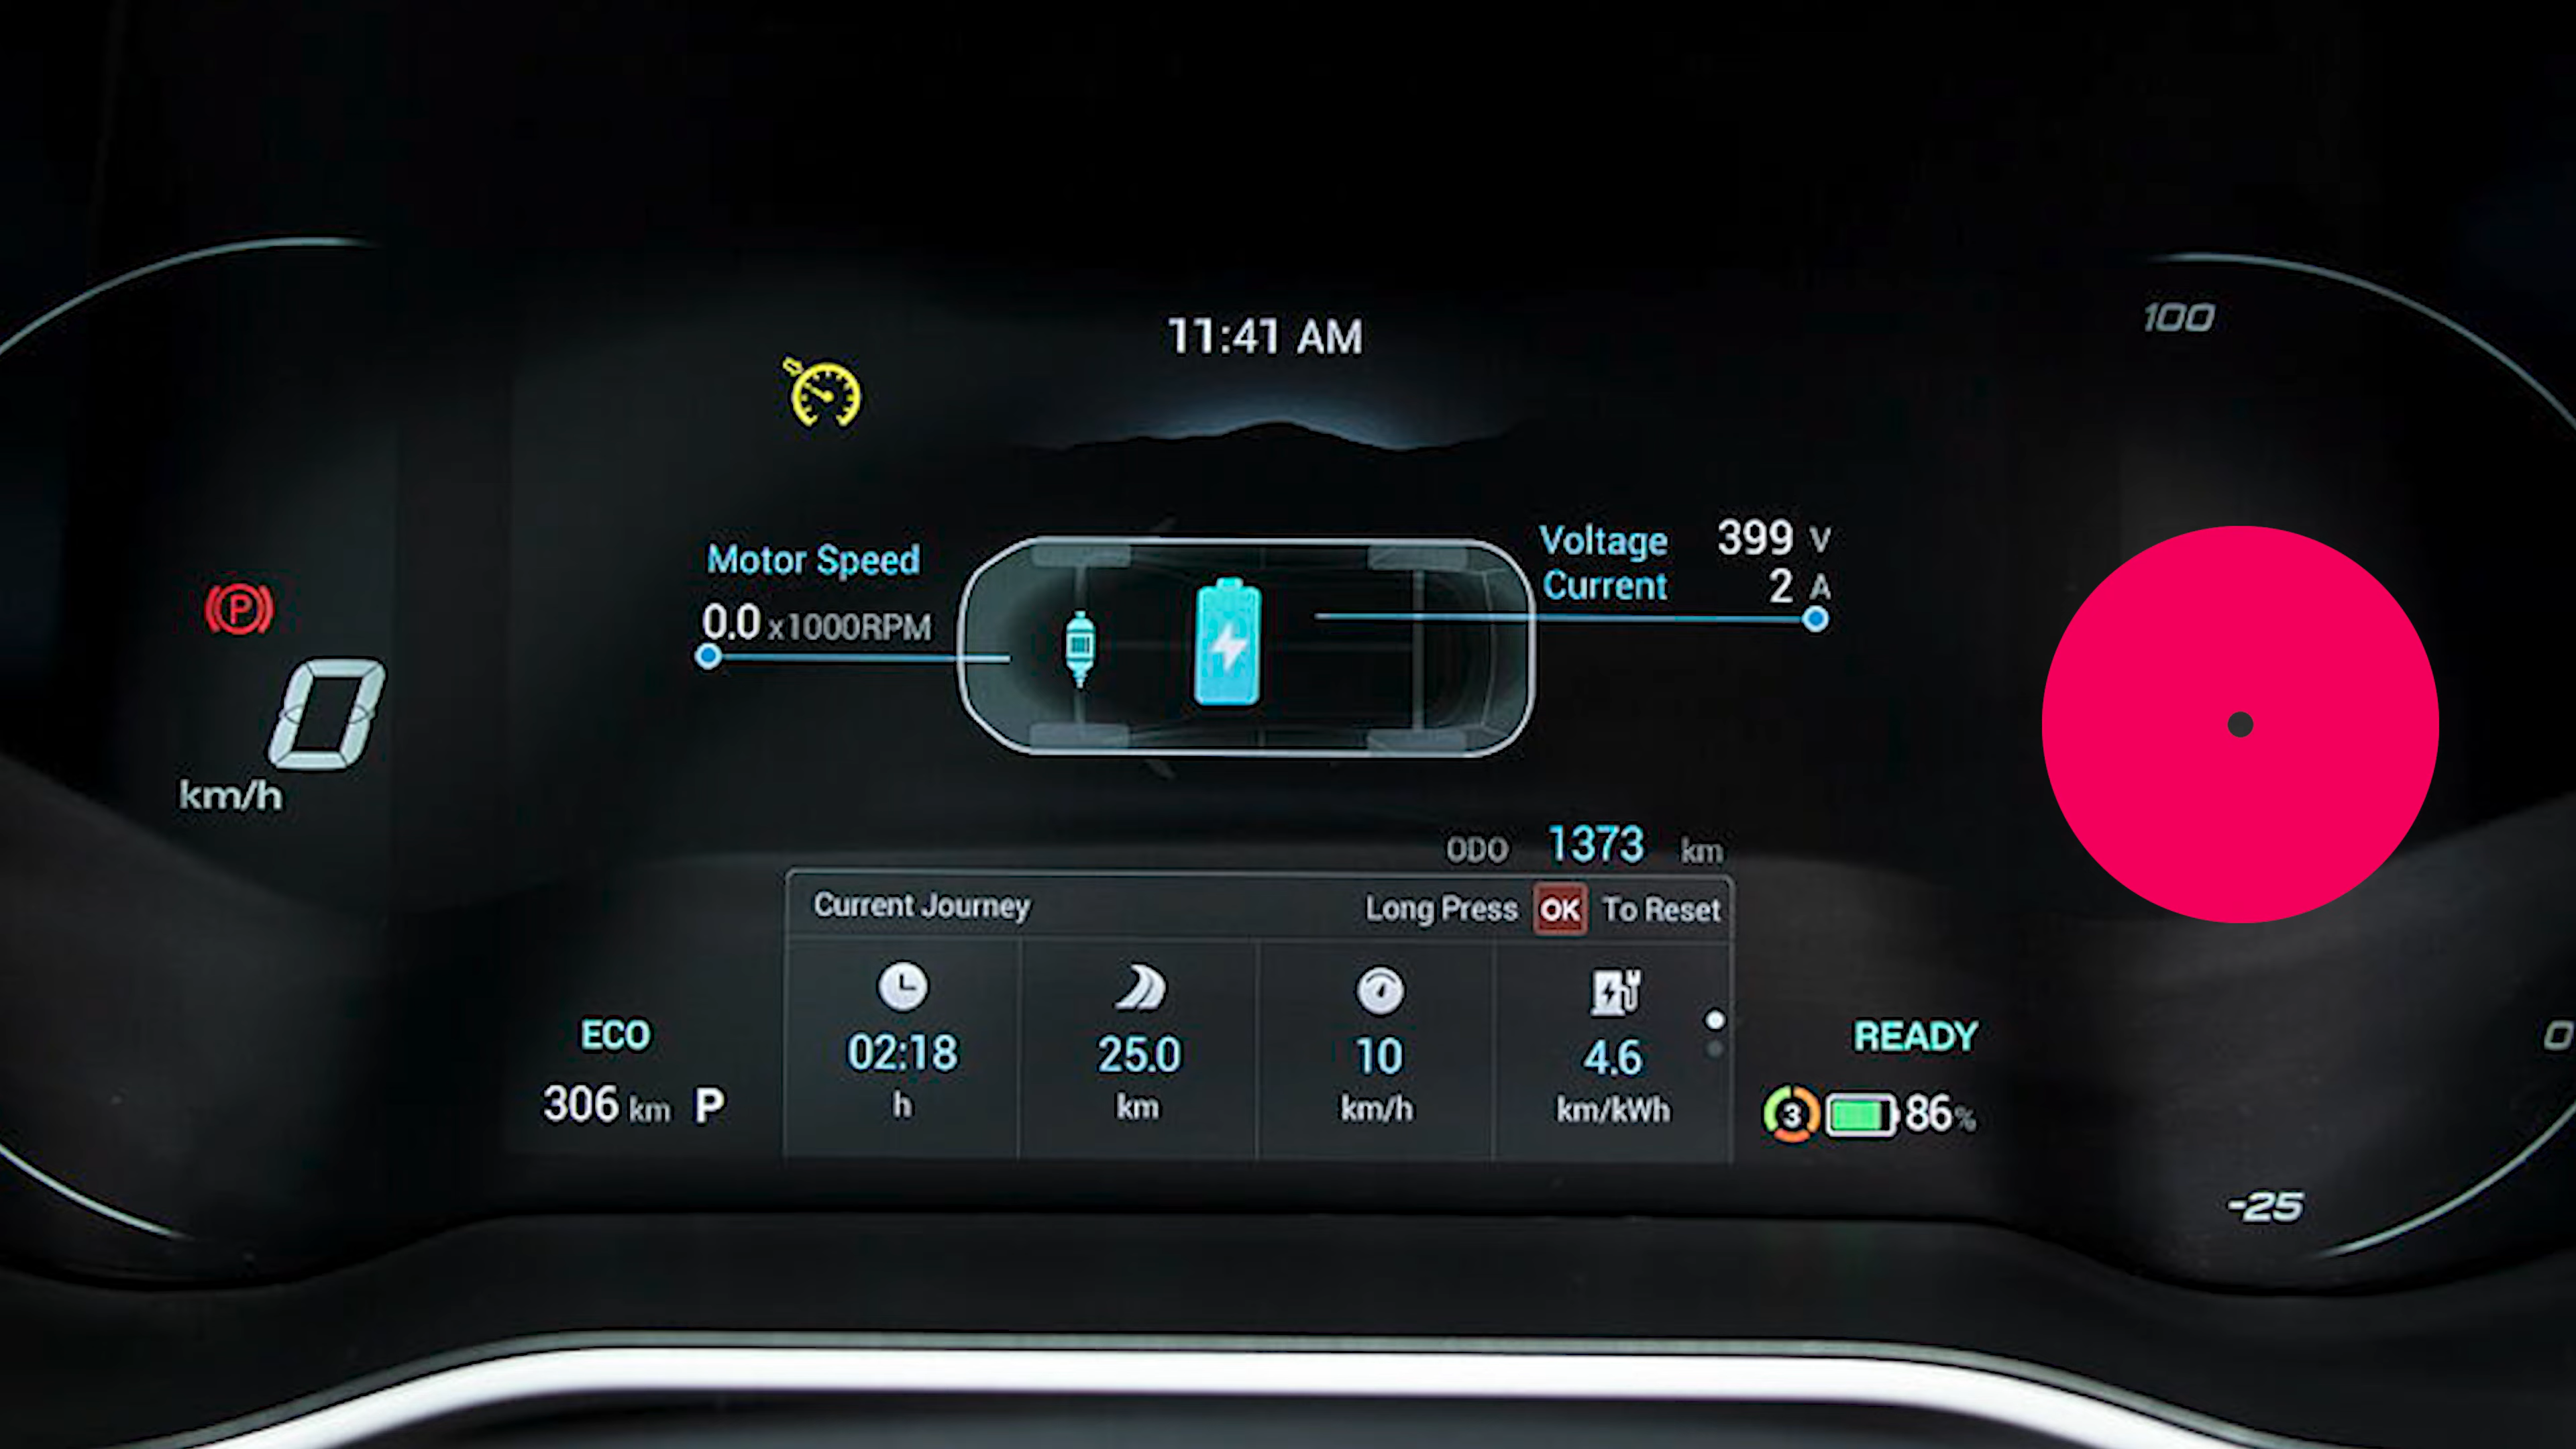 11:41 AM
100
Motor Speed
0.0 x1000RPM
Voltage 399 V
Current 2 A
P
0
km/h
ODO 1373 km
Current Journey Long Press OK To Reset
02:18 25.0 10 4.6
h km km/h km/kWh
ECO
306 km P
READY
3 86%
0
-25